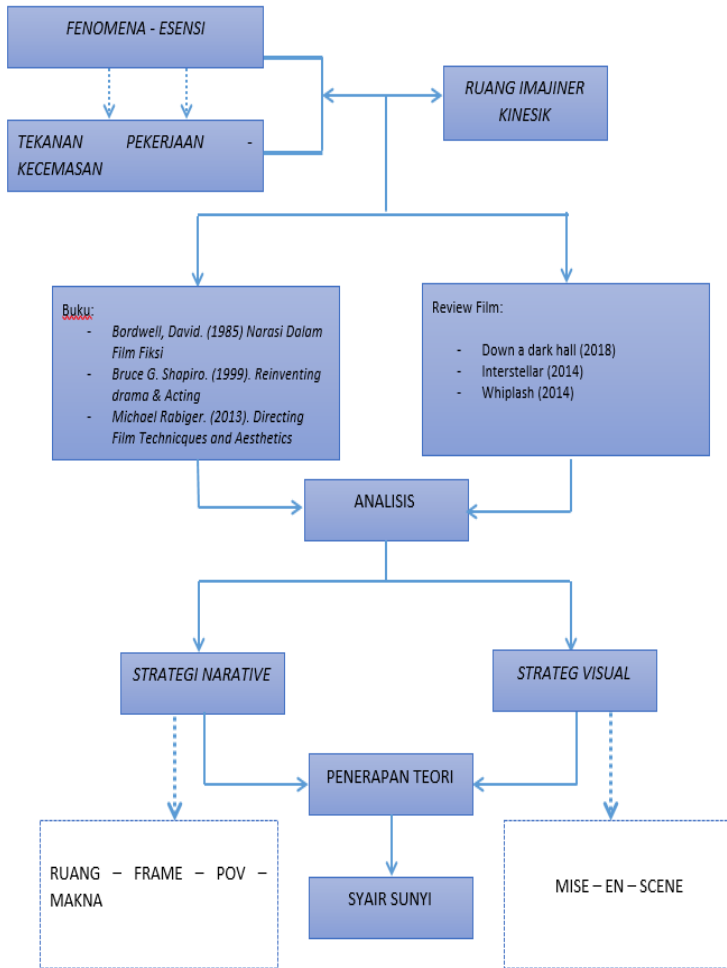 FENOMENA - ESENSI
RUANG IMAJINER
KINESIK
TEKANAN PEKERJAAN -
KECEMASAN
Buku:
- Bordwell, David. (1985) Narasi Dalam
Film Fiksi
- Bruce G. Shapiro. (1999). Reinventing
drama & Acting
- Michael Rabiger. (2013). Directing
Film Technicques and Aesthetics
Review Film:
- Down a dark hall (2018)
- Interstellar (2014)
- Whiplash (2014)
ANALISIS
STRATEGI NARATIVE
STRATEG VISUAL
PENERAPAN TEORI
RUANG – FRAME – POV –
MAKNA
SYAIR SUNYI
MISE – EN – SCENE